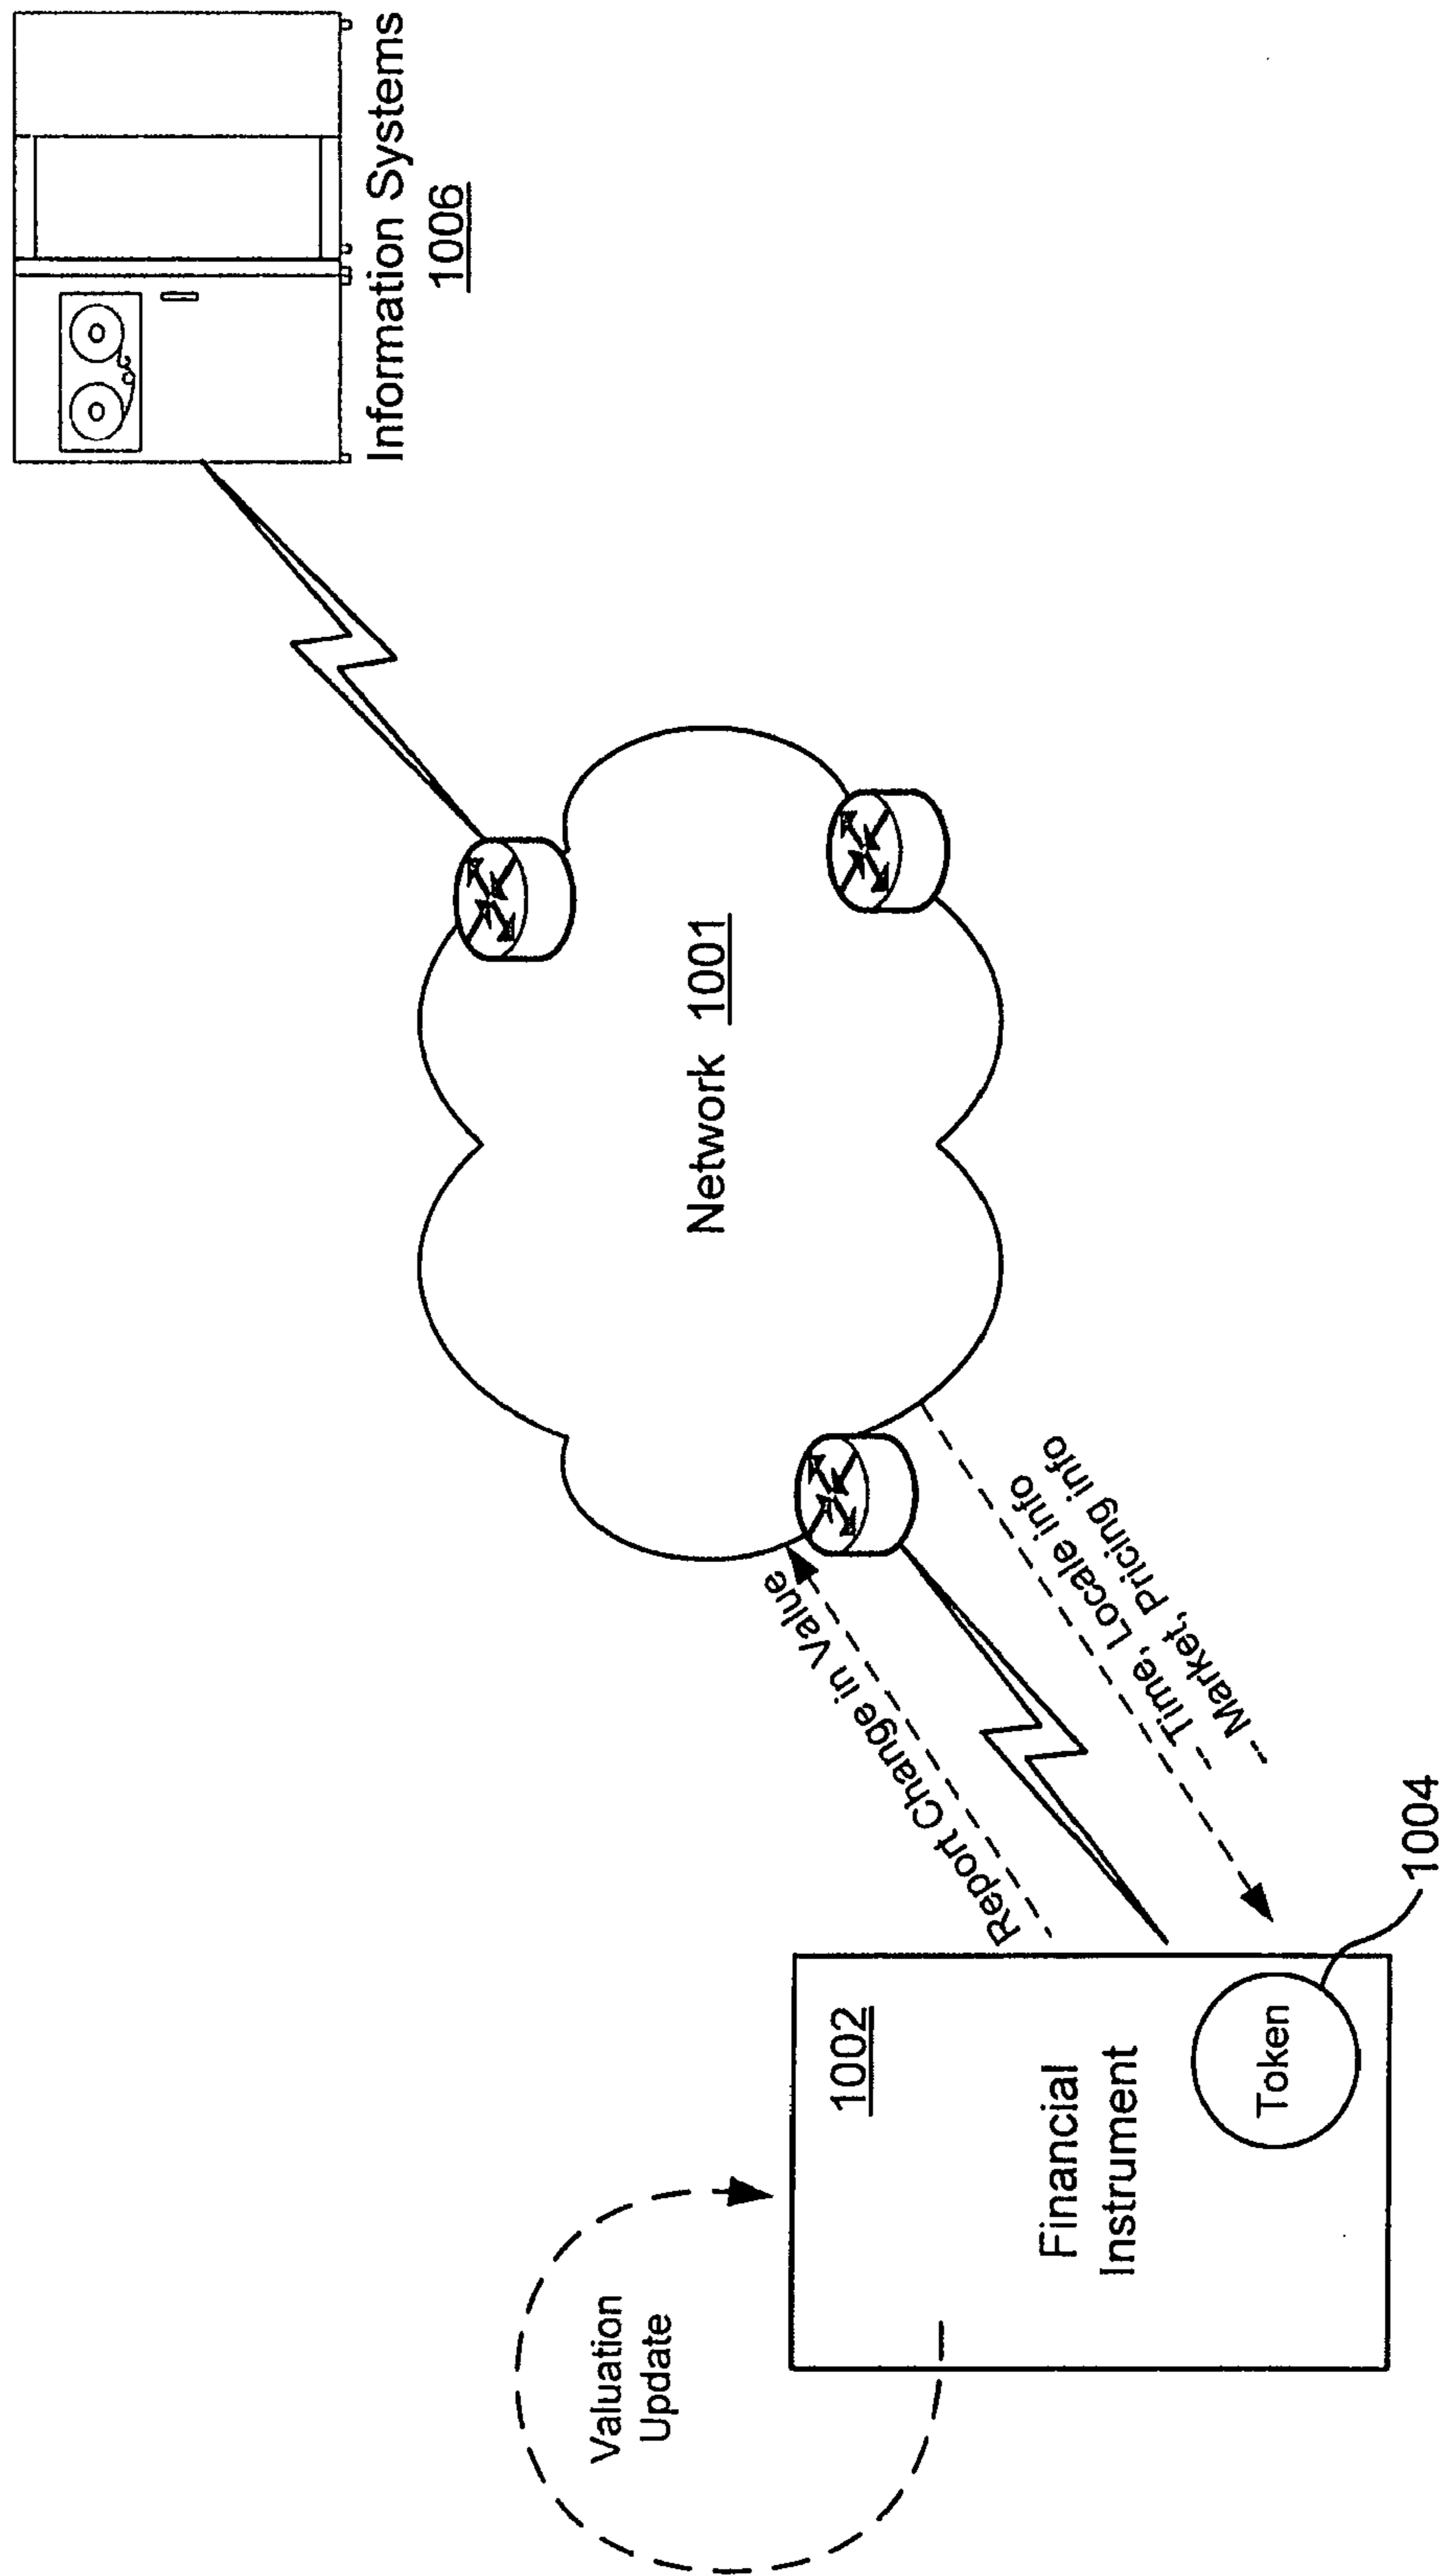 Information Systems
1006
Network 1001
Report Change in Value
-- Time, Locale info
-- Market, Pricing info
Valuation
Update
1002
Financial
Instrument
Token
1004